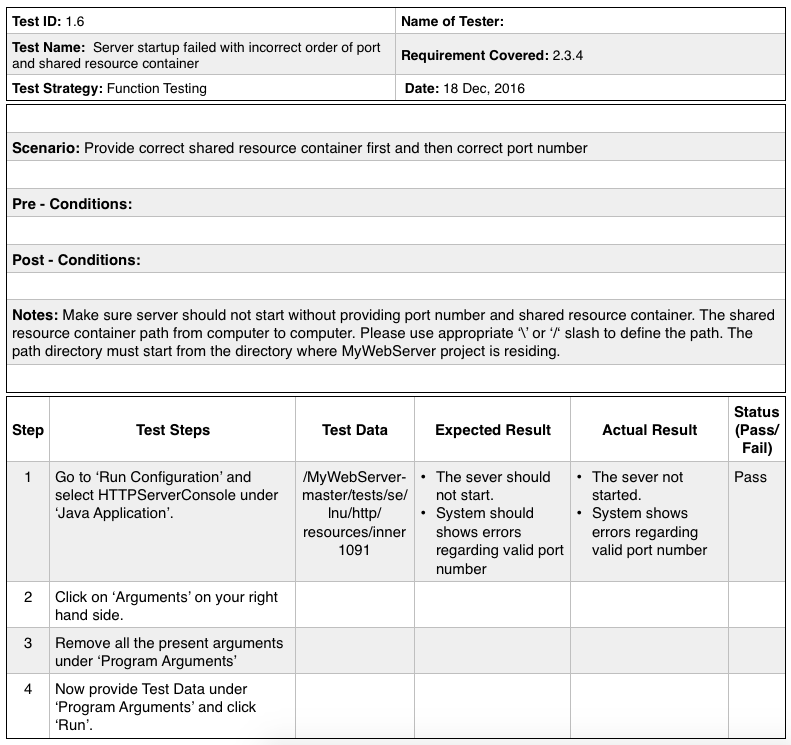 Test ID: 1.6
Name of Tester:
Test Name:  Server startup failed with incorrect order of port
and shared resource container
Requirement Covered: 2.3.4
Test Strategy: Function Testing
Date: 18 Dec, 2016
Scenario: Provide correct shared resource container first and then correct port number
Pre - Conditions:
Post - Conditions:
Notes: Make sure server should not start without providing port number and shared resource container. The shared
resource container path from computer to computer. Please use appropriate ‘\’ or ‘/‘ slash to define the path. The
path directory must start from the directory where MyWebServer project is residing.
Step
Test Steps
Test Data
Expected Result
Actual Result
Status
(Pass/
Fail)
1
Go to ‘Run Configuration’ and
select HTTPServerConsole under
‘Java Application’.
/MyWebServer-
master/tests/se/
lnu/http/
resources/inner
1091
• The sever should
not start.
• System should
shows errors
regarding valid port
number
• The sever not
started.
• System shows
errors regarding
valid port number
Pass
2
Click on ‘Arguments’ on your right
hand side.
3
Remove all the present arguments
under ‘Program Arguments’
4
Now provide Test Data under
‘Program Arguments’ and click
‘Run’.